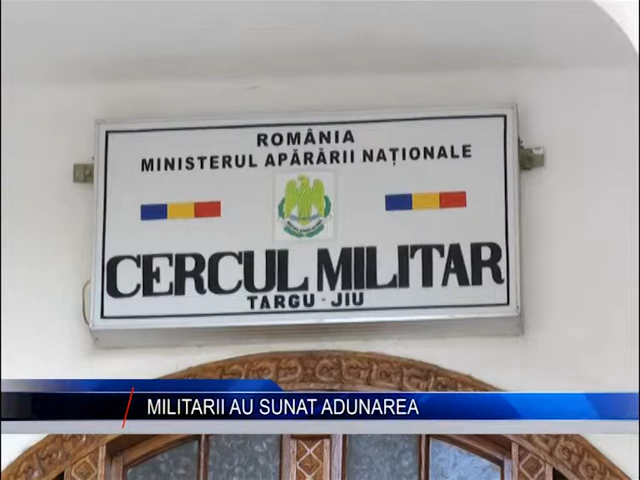 ROMÂNIA
MINISTERUL APĂRĂRII NAȚIONALE
CERCUL MILITAR
TARGU - JIU
MILITARII AU SUNAT ADUNAREA